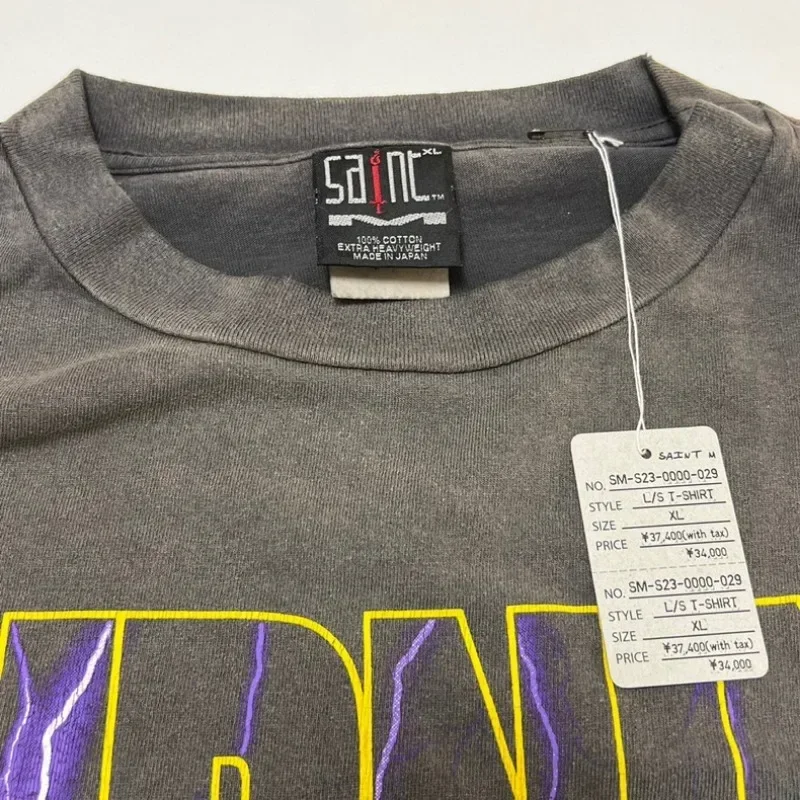 saint XL
TM
100% COTTON
EXTRA HEAVYWEIGHT
MADE IN JAPAN
SAINT M
NO. SM-S23-0000-029
STYLE L/S T-SHIRT
SIZE XL
PRICE ¥37,400(with tax)
¥34,000
NO. SM-S23-0000-029
STYLE L/S T-SHIRT
SIZE XL
PRICE ¥37,400(with tax)
¥34,000